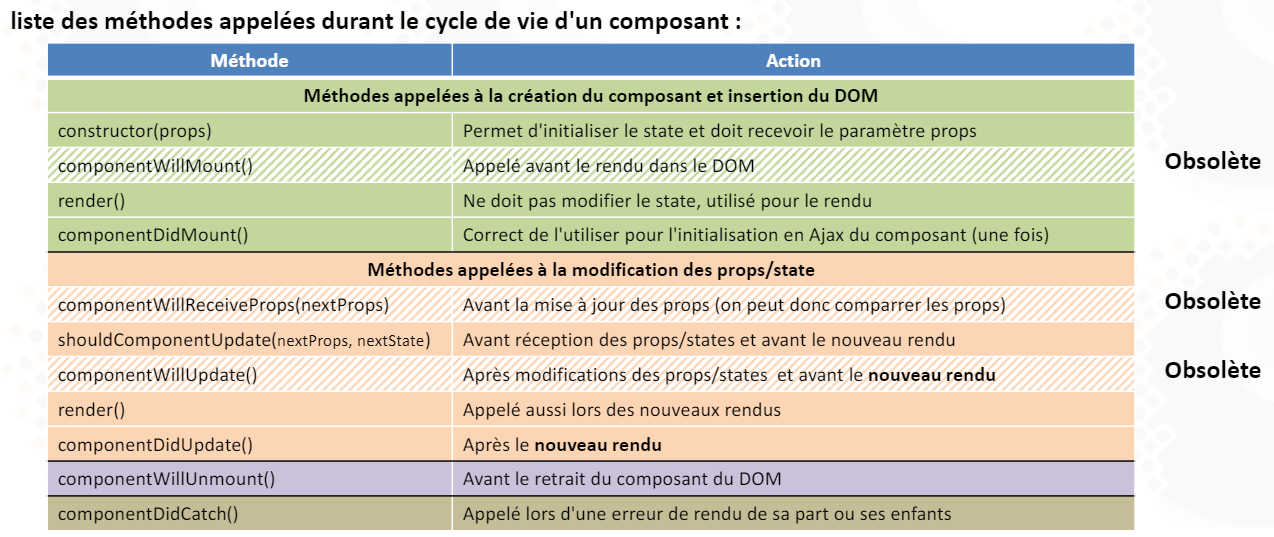 liste des méthodes appelées durant le cycle de vie d'un composant :
Méthode Action
Méthodes appelées à la création du composant et insertion du DOM
constructor(props) Permet d'initialiser le state et doit recevoir le paramètre props
componentWillMount() Appelé avant le rendu dans le DOM Obsolète
render() Ne doit pas modifier le state, utilisé pour le rendu
componentDidMount() Correct de l'utiliser pour l'initialisation en Ajax du composant (une fois)
Méthodes appelées à la modification des props/state
componentWillReceiveProps(nextProps) Avant la mise à jour des props (on peut donc comparrer les props) Obsolète
shouldComponentUpdate(nextProps, nextState) Avant réception des props/states et avant le nouveau rendu
componentWillUpdate() Après modifications des props/states et avant le nouveau rendu Obsolète
render() Appelé aussi lors des nouveaux rendus
componentDidUpdate() Après le nouveau rendu
componentWillUnmount() Avant le retrait du composant du DOM
componentDidCatch() Appelé lors d'une erreur de rendu de sa part ou ses enfants